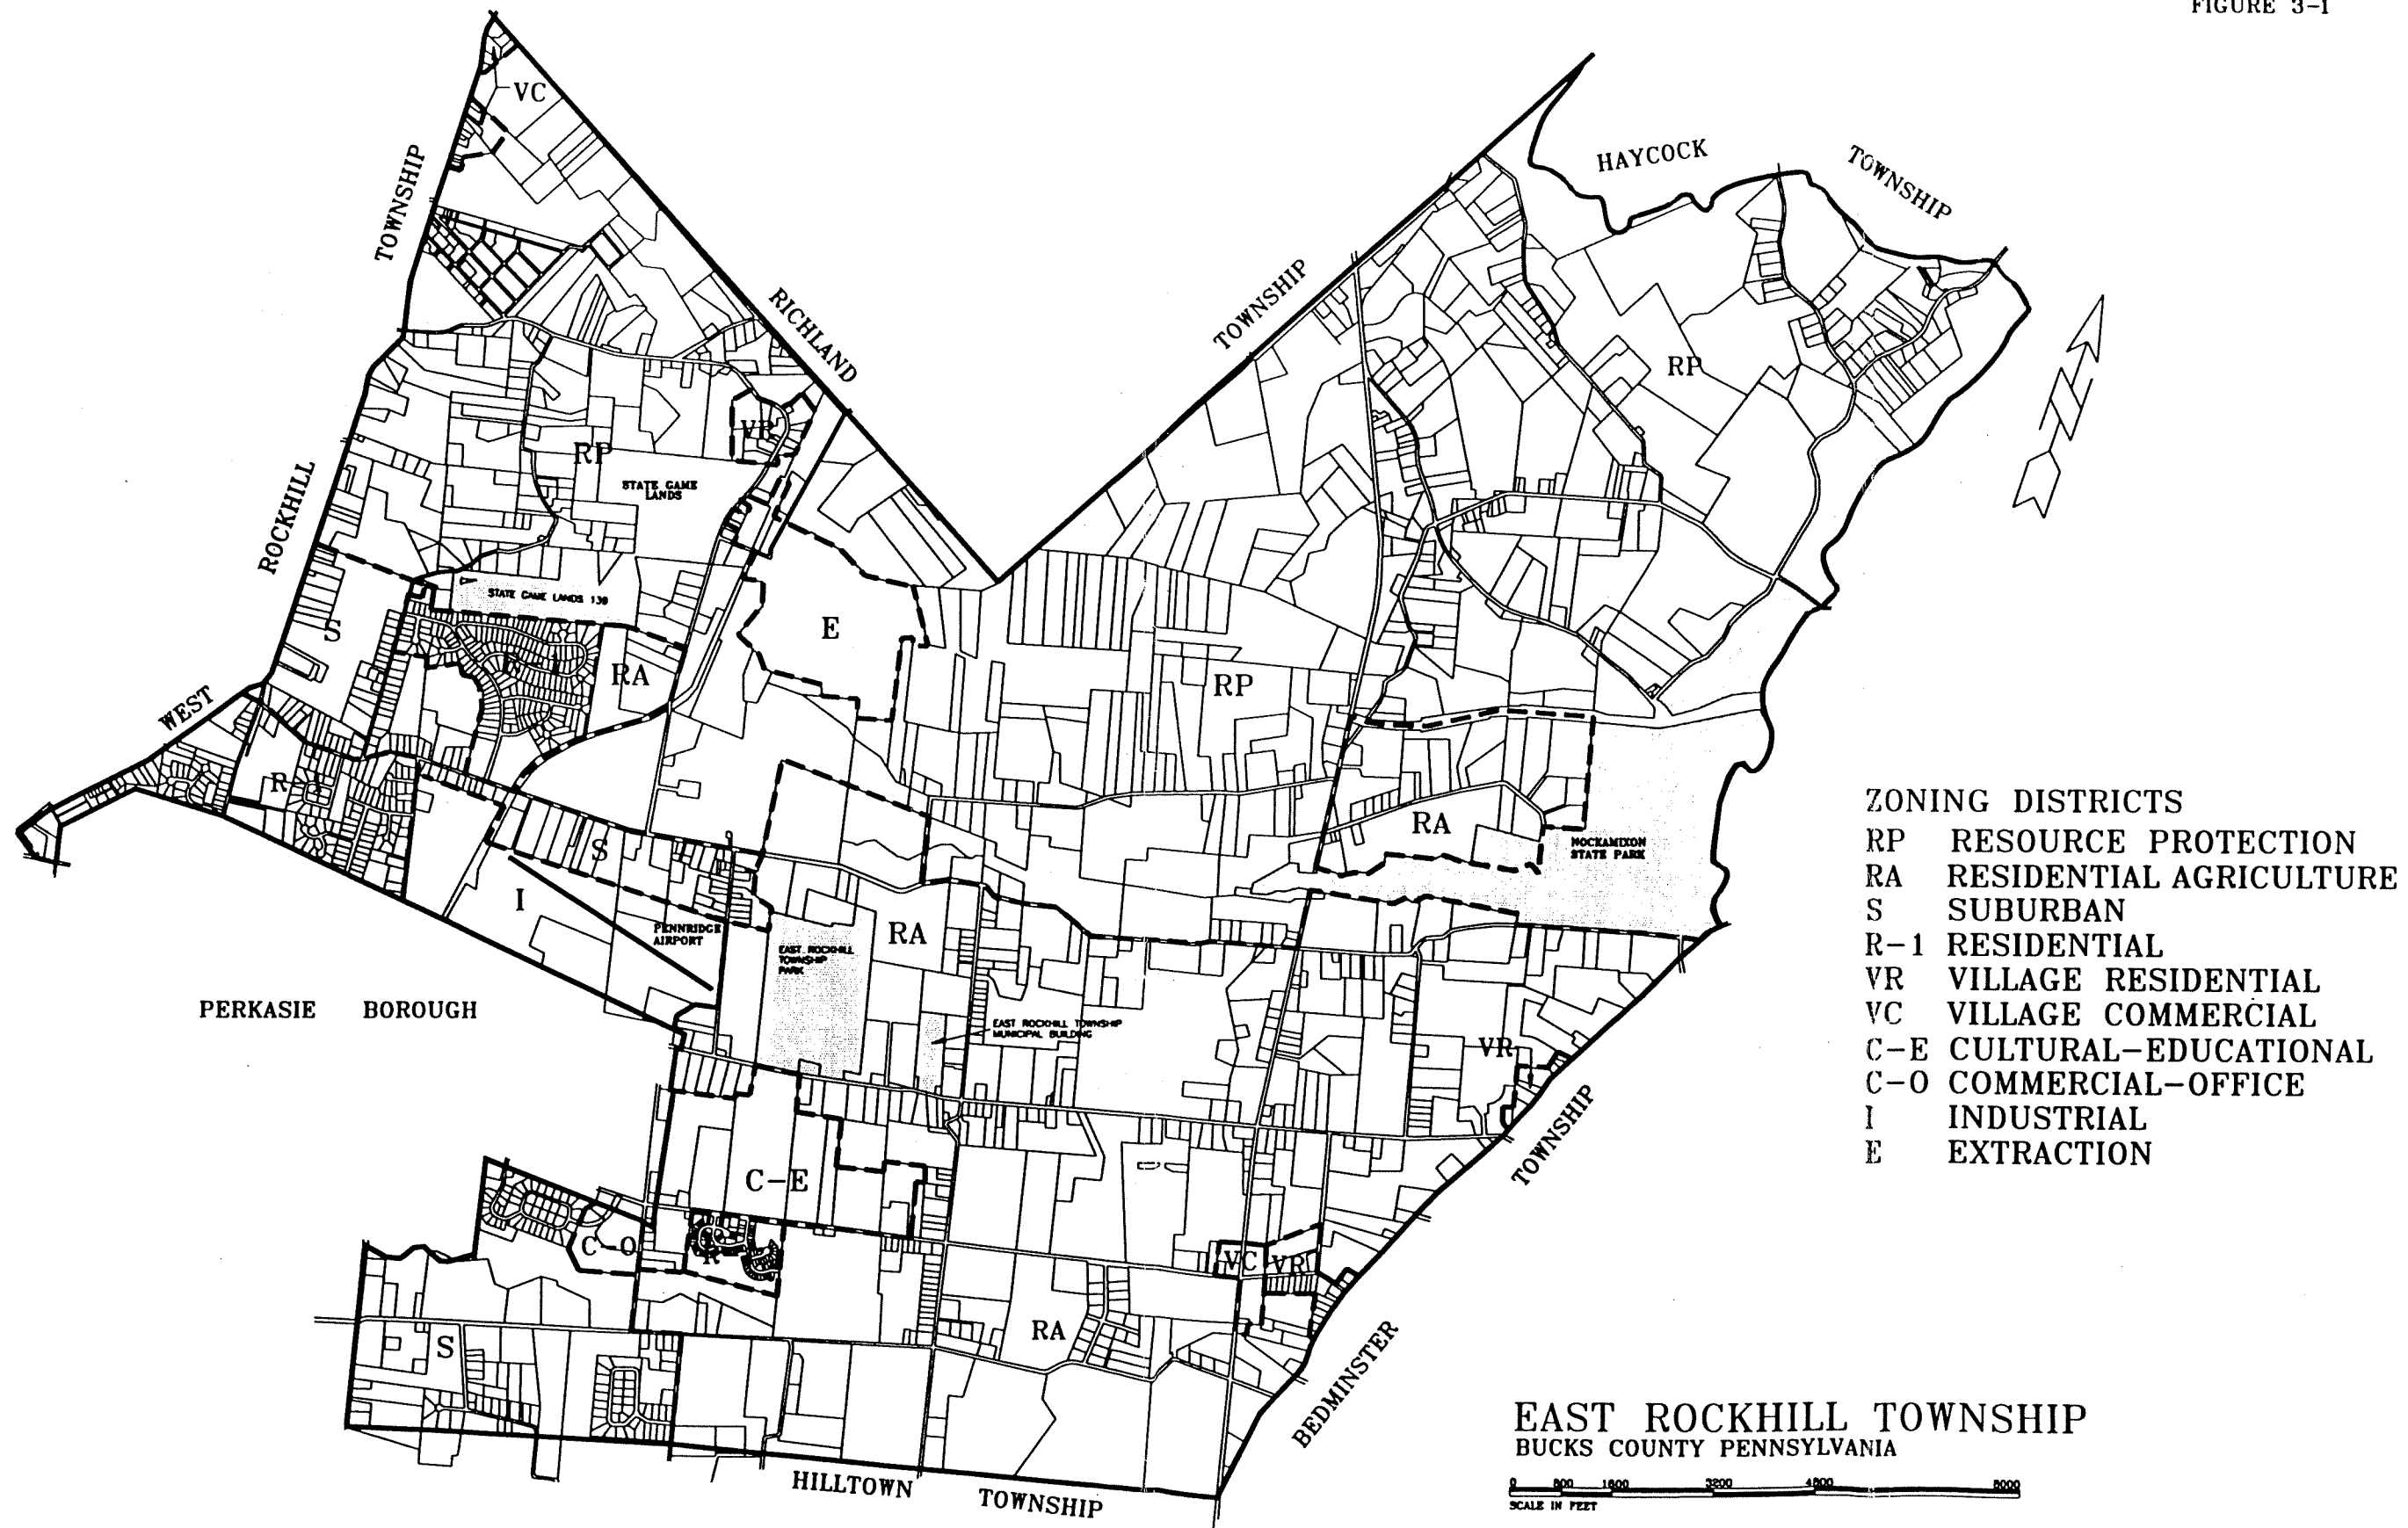 FIGURE 3-1
VC
HAYCOCK
TOWNSHIP
TOWNSHIP
RICHLAND
TOWNSHIP
RP
VR
RP
STATE GAME
LANDS
ROCKHILL
STATE GAME LANDS 139
S
E
RA
RP
WEST
R-1
S
RA
NOCKAMIXON
STATE PARK
I
PENNRIDGE
AIRPORT
RA
EAST ROCKHILL
TOWNSHIP
PARK
PERKASIE BOROUGH
EAST ROCKHILL TOWNSHIP
MUNICIPAL BUILDING
VR
TOWNSHIP
C-E
C-O
R
VC
VR
RA
S
BEDMINSTER
HILLTOWN TOWNSHIP
ZONING DISTRICTS
RP RESOURCE PROTECTION
RA RESIDENTIAL AGRICULTURE
S SUBURBAN
R-1 RESIDENTIAL
VR VILLAGE RESIDENTIAL
VC VILLAGE COMMERCIAL
C-E CULTURAL-EDUCATIONAL
C-O COMMERCIAL-OFFICE
I INDUSTRIAL
E EXTRACTION
EAST ROCKHILL TOWNSHIP
BUCKS COUNTY PENNSYLVANIA
0 800 1600 3200 4800 8000
SCALE IN FEET